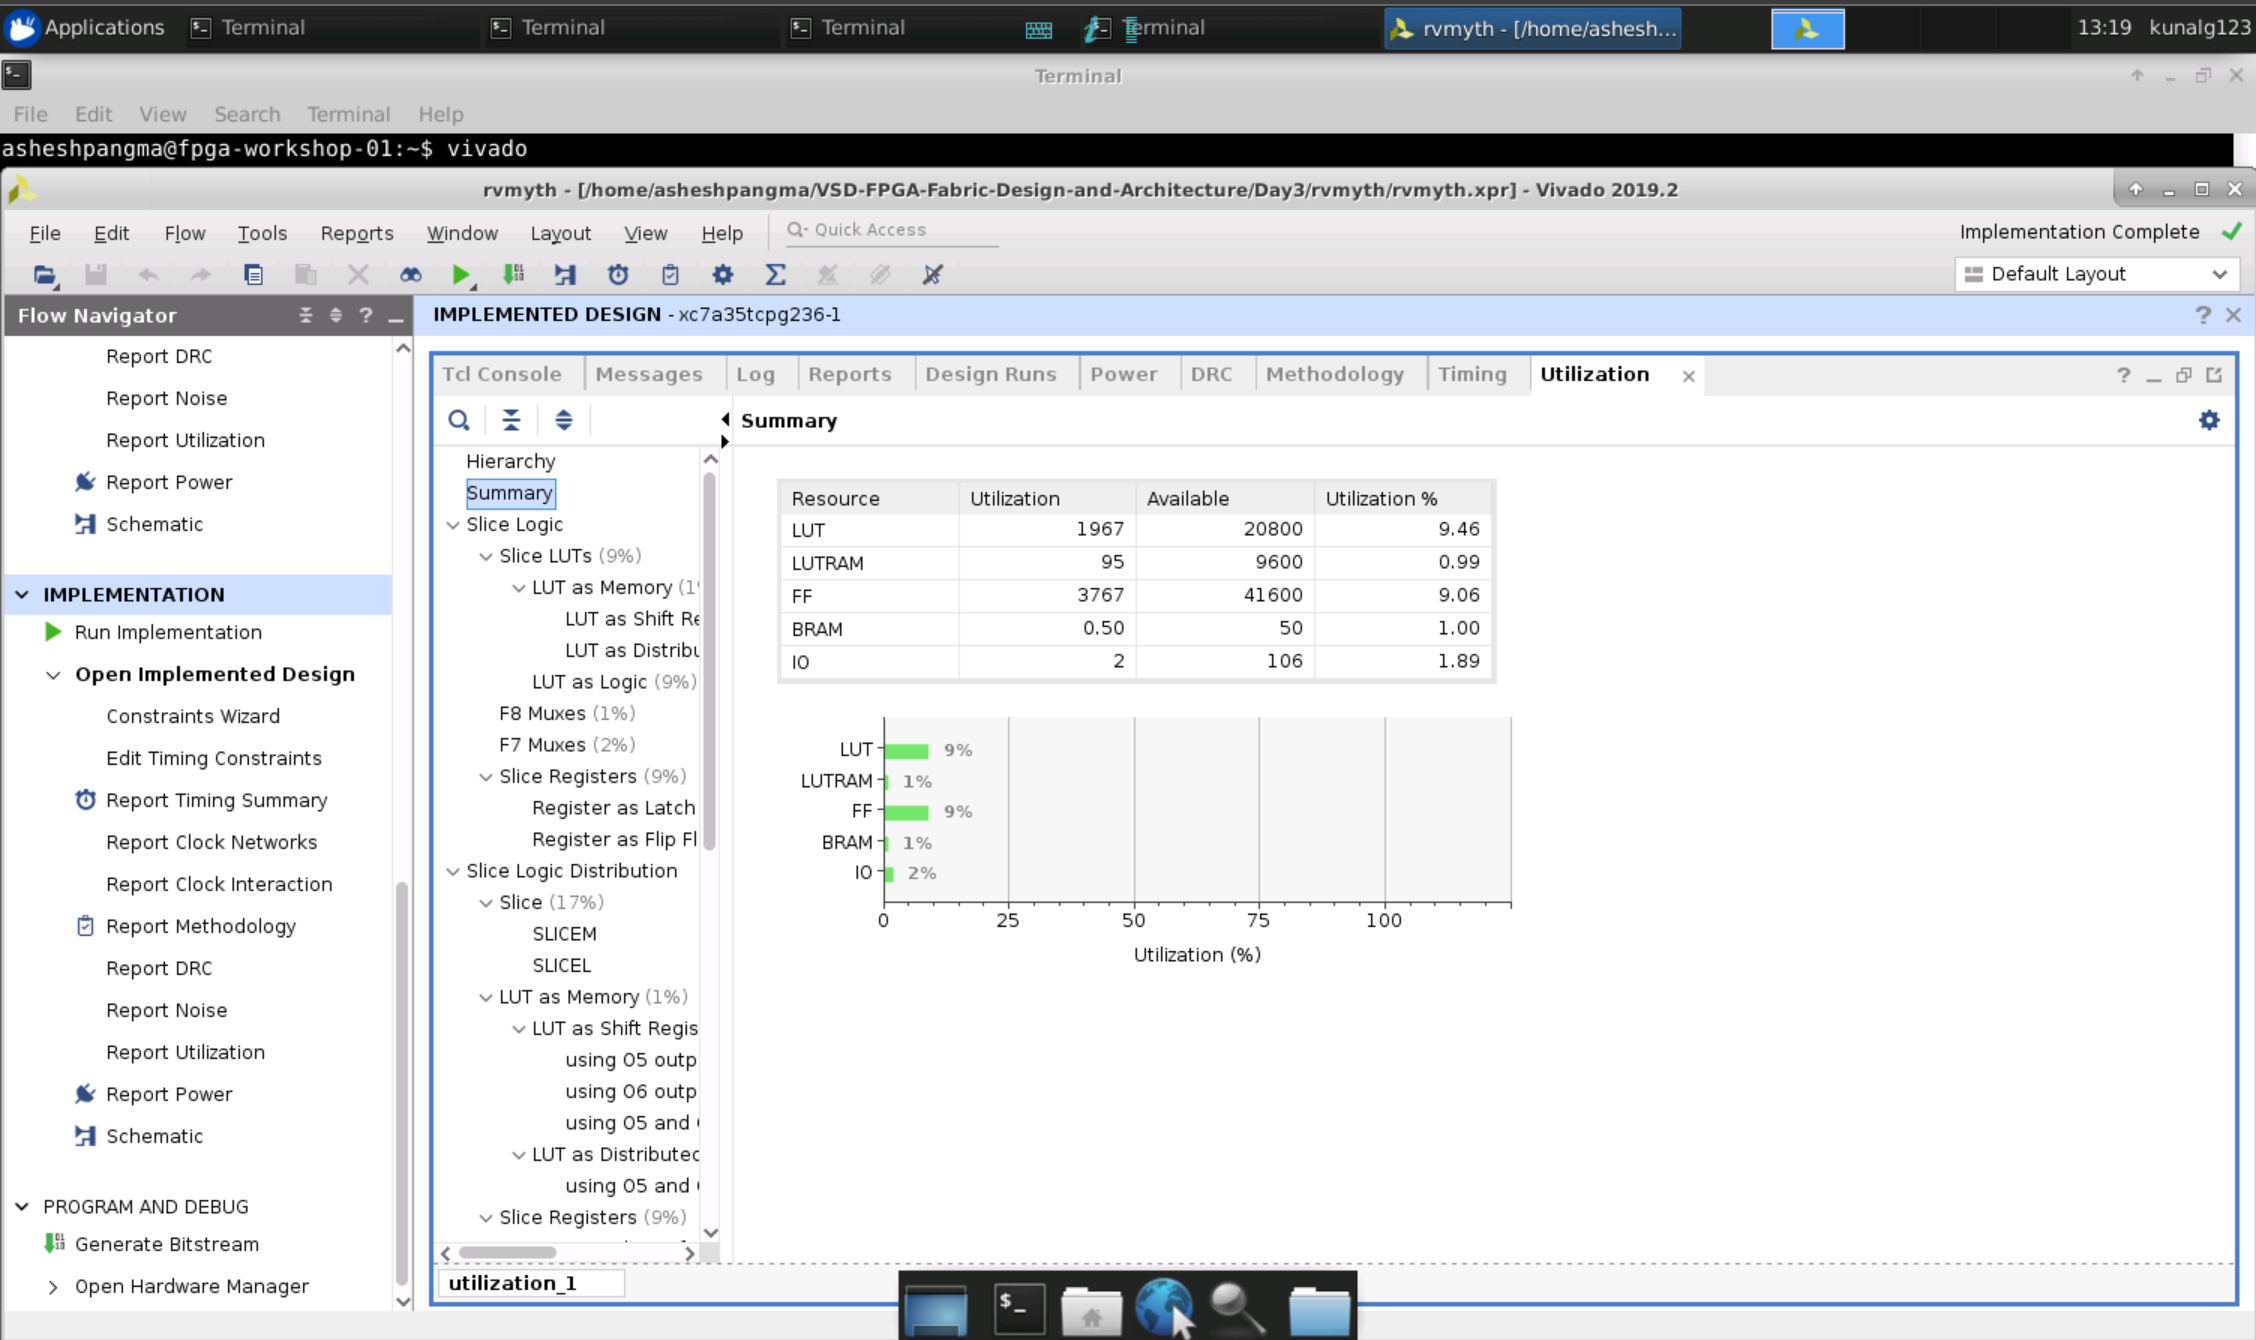 Applications Terminal Terminal Terminal Terminal rvmyth - [/home/ashesh... 13:19 kunalg123
Terminal
File Edit View Search Terminal Help
asheshpangma@fpga-workshop-01:~$ vivado
rvmyth - [/home/asheshpangma/VSD-FPGA-Fabric-Design-and-Architecture/Day3/rvmyth/rvmyth.xpr] - Vivado 2019.2
File Edit Flow Tools Reports Window Layout View Help Quick Access Implementation Complete
Default Layout
Flow Navigator
Report DRC
Report Noise
Report Utilization
Report Power
Schematic
IMPLEMENTATION
Run Implementation
Open Implemented Design
Constraints Wizard
Edit Timing Constraints
Report Timing Summary
Report Clock Networks
Report Clock Interaction
Report Methodology
Report DRC
Report Noise
Report Utilization
Report Power
Schematic
PROGRAM AND DEBUG
Generate Bitstream
Open Hardware Manager
IMPLEMENTED DESIGN - xc7a35tcpg236-1
Tcl Console Messages Log Reports Design Runs Power DRC Methodology Timing Utilization
Hierarchy
Summary
Slice Logic
Slice LUTs (9%)
LUT as Memory (1
LUT as Shift Re
LUT as Distribu
LUT as Logic (9%)
F8 Muxes (1%)
F7 Muxes (2%)
Slice Registers (9%)
Register as Latch
Register as Flip Fl
Slice Logic Distribution
Slice (17%)
SLICEM
SLICEL
LUT as Memory (1%)
LUT as Shift Regis
using O5 outp
using O6 outp
using O5 and
LUT as Distributed
using O5 and
Slice Registers (9%)
utilization_1
Summary
Resource Utilization Available Utilization %
LUT 1967 20800 9.46
LUTRAM 95 9600 0.99
FF 3767 41600 9.06
BRAM 0.50 50 1.00
IO 2 106 1.89
LUT 9%
LUTRAM 1%
FF 9%
BRAM 1%
IO 2%
0 25 50 75 100
Utilization (%)